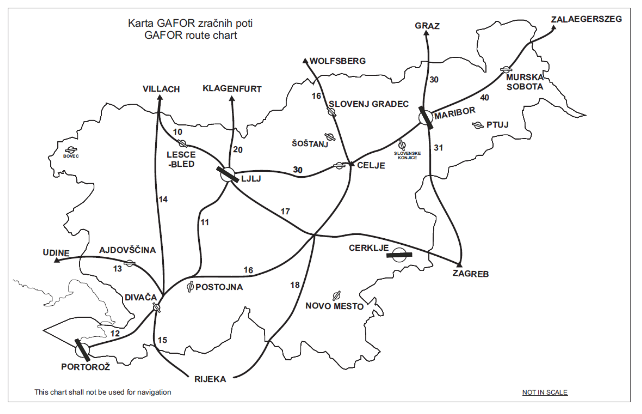 Karta GAFOR zračnih poti
GAFOR route chart
ZALAEGERSZEG
GRAZ
WOLFSBERG
30
MURSKA
SOBOTA
VILLACH
KLAGENFURT
16
SLOVENJ GRADEC
40
MARIBOR
PTUJ
10
20
ŠOŠTANJ
SLOVENSKE
KONJICE
31
BOVEC
LESCE
-BLED
LJLJ
30
CELJE
14
11
17
UDINE
AJDOVŠČINA
CERKLJE
13
16
ZAGREB
DIVAČA
POSTOJNA
18
NOVO MESTO
12
15
PORTOROŽ
RIJEKA
This chart shall not be used for navigation
NOT IN SCALE